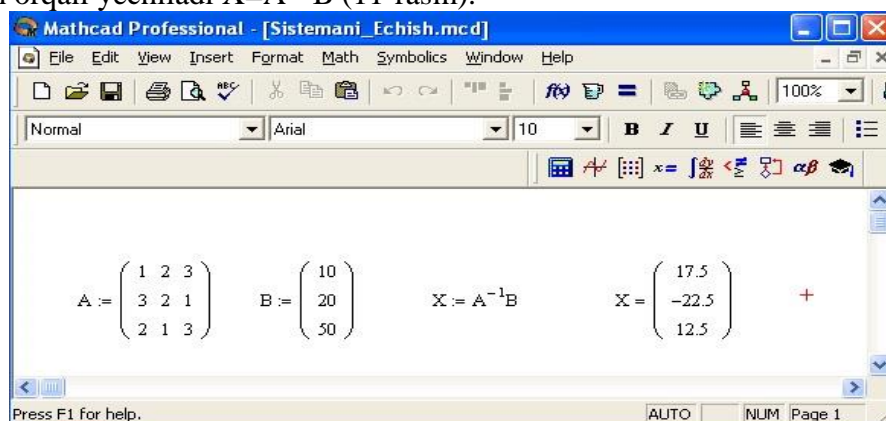 orqali yechiladi X=A⁻¹B (11-rasm).
Mathcad Professional - [Sistemani_Echish.mcd]
File Edit View Insert Format Math Symbolics Window Help
100%
Normal Arial 10 B I U
A := ( 1 2 3 ; 3 2 1 ; 2 1 3 ) B := ( 10 ; 20 ; 50 ) X := A⁻¹B X = ( 17.5 ; −22.5 ; 12.5 )
Press F1 for help. AUTO NUM Page 1